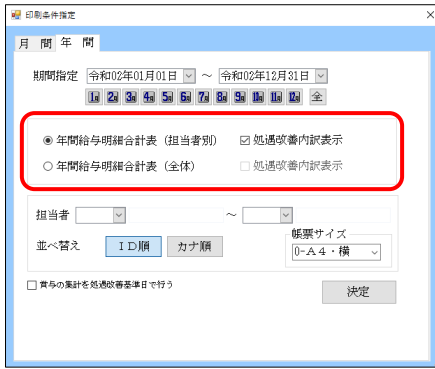 印刷条件指定
月 間 年 間
期間指定 令和02年01月01日 ～ 令和02年12月31日
1月 2月 3月 4月 5月 6月 7月 8月 9月 10月 11月 12月 全
年間給与明細合計表（担当者別） 処遇改善内訳表示
年間給与明細合計表（全体） 処遇改善内訳表示
担当者 ～
帳票サイズ
並べ替え ＩＤ順 カナ順 0-Ａ４・横
賞与の集計を処遇改善基準日で行う 決定